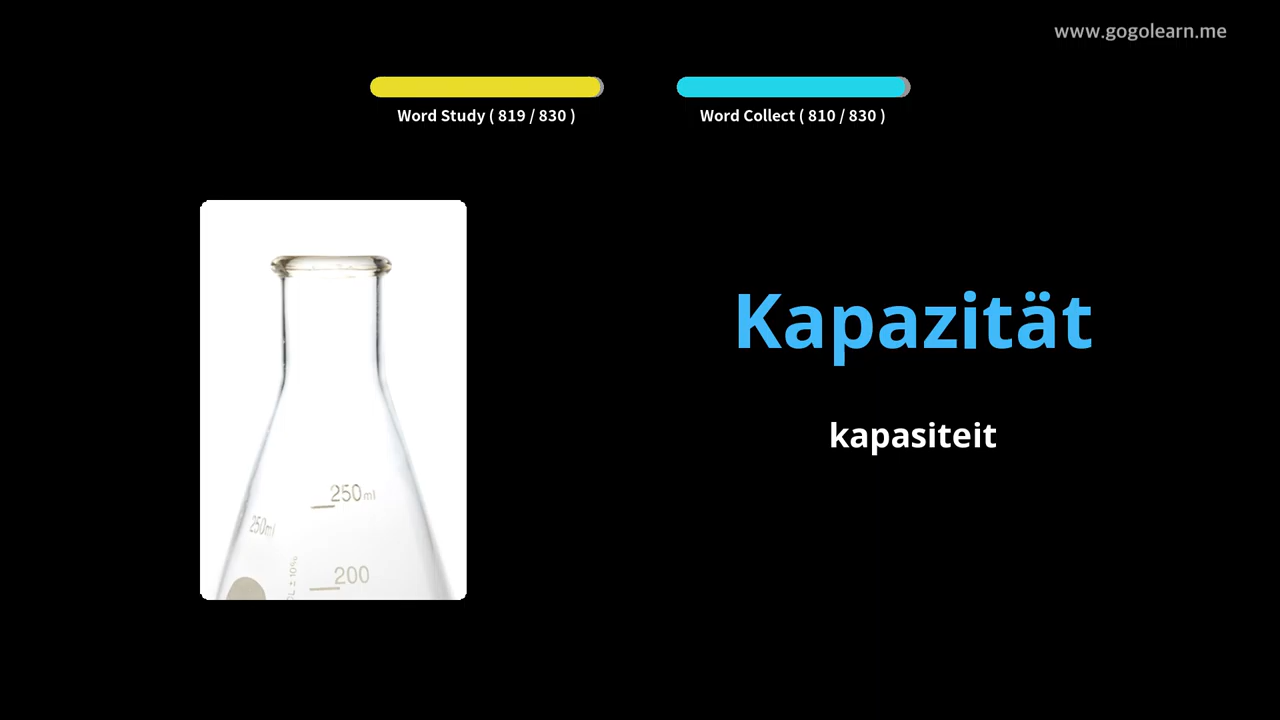 www.gogolearn.me
Word Study ( 819 / 830 )
Word Collect ( 810 / 830 )
Kapazität
kapasiteit
250ml
250ml
200